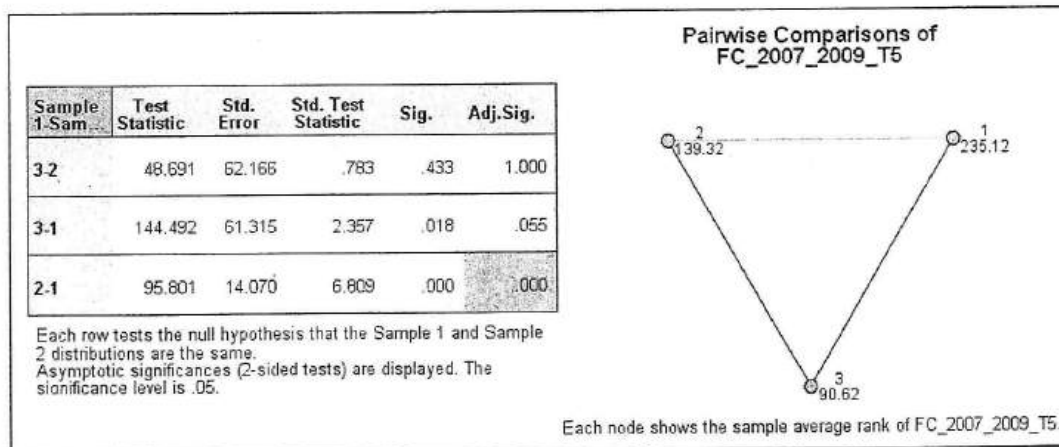 Pairwise Comparisons of
FC_2007_2009_T5
Sample 1-Sam... Test Statistic Std. Error Std. Test Statistic Sig. Adj.Sig.
3-2 48.691 62.166 .783 .433 1.000
3-1 144.492 61.315 2.357 .018 .055
2-1 95.801 14.070 6.809 .000 .000
Each row tests the null hypothesis that the Sample 1 and Sample
2 distributions are the same.
Asymptotic significances (2-sided tests) are displayed. The
significance level is .05.
2
139.32
1
235.12
3
90.62
Each node shows the sample average rank of FC_2007_2009_T5